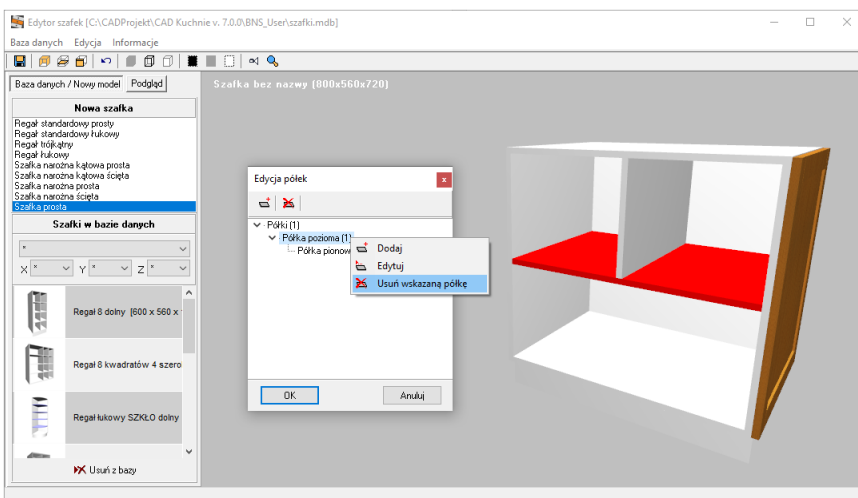 Edytor szafek [C:\CADProjekt\CAD Kuchnie v. 7.0.0\BNS_User\szafki.mdb]
Baza danych Edycja Informacje
Baza danych / Nowy model Podgląd
Szafka bez nazwy (800x560x720)
Nowa szafka
Regał standardowy prosty
Regał standardowy łukowy
Regał trójkątny
Regał łukowy
Szafka narożna kątowa prosta
Szafka narożna kątowa ścięta
Szafka narożna prosta
Szafka narożna ścięta
Szafka prosta
Szafki w bazie danych
*
X * Y * Z *
Regał 8 dolny [600 x 560 x
Regał 8 kwadratów 4 szero
Regał łukowy SZKŁO dolny
Usuń z bazy
Edycja półek
Półki (1)
Półka pozioma (1)
Półka pionow
Dodaj
Edytuj
Usuń wskazaną półkę
OK Anuluj